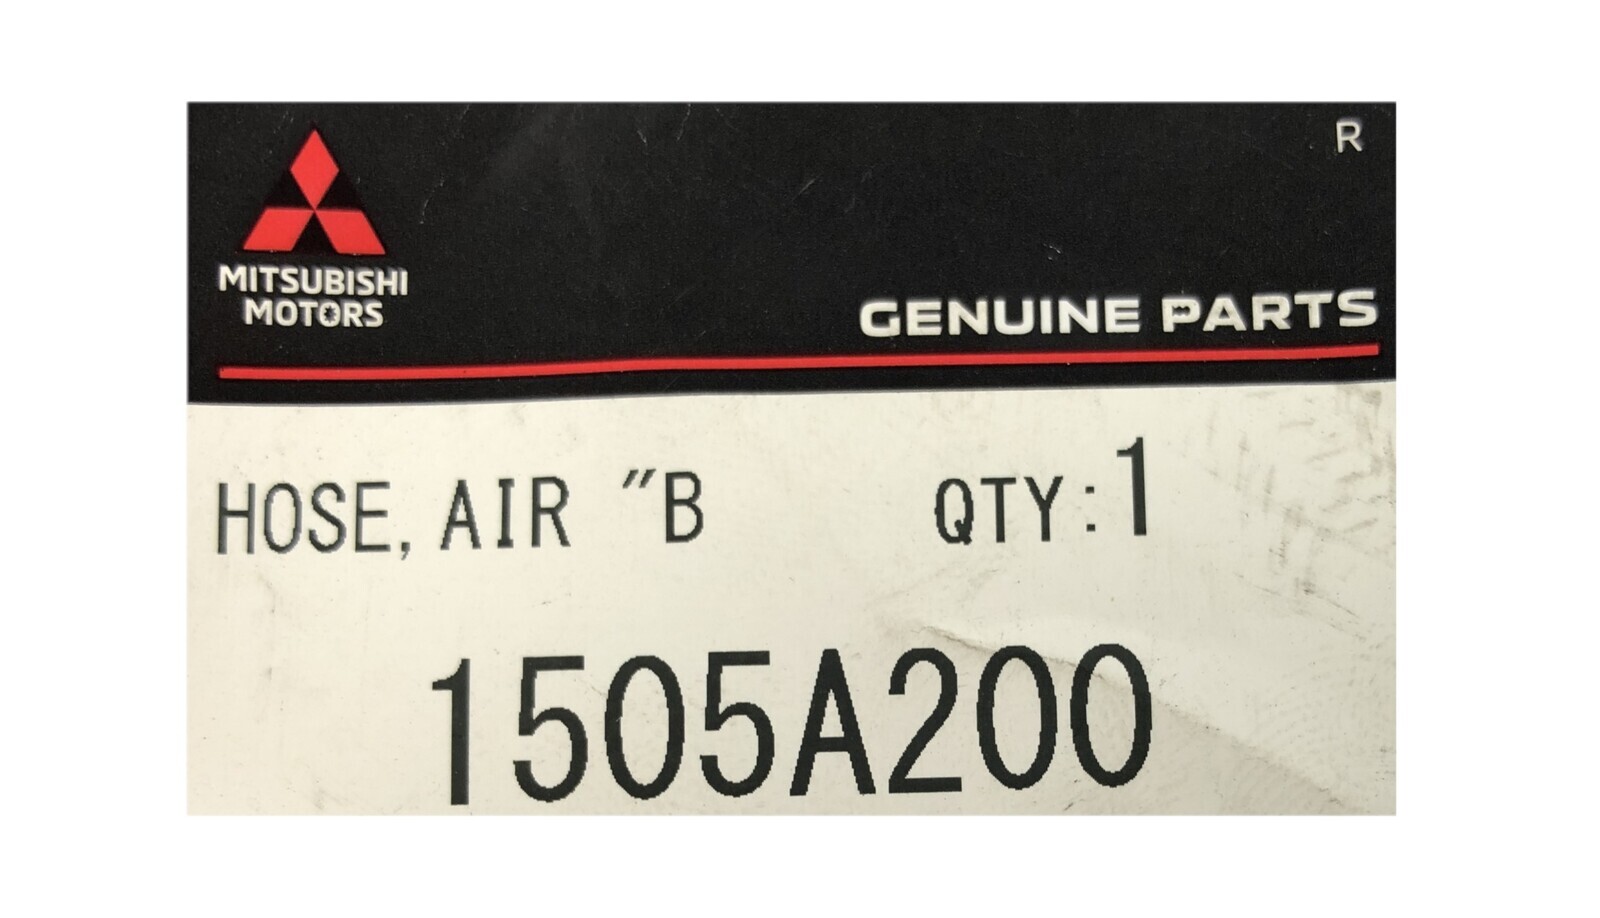 R
MITSUBISHI
MOTORS
GENUINE PARTS
HOSE, AIR "B QTY:1
1505A200